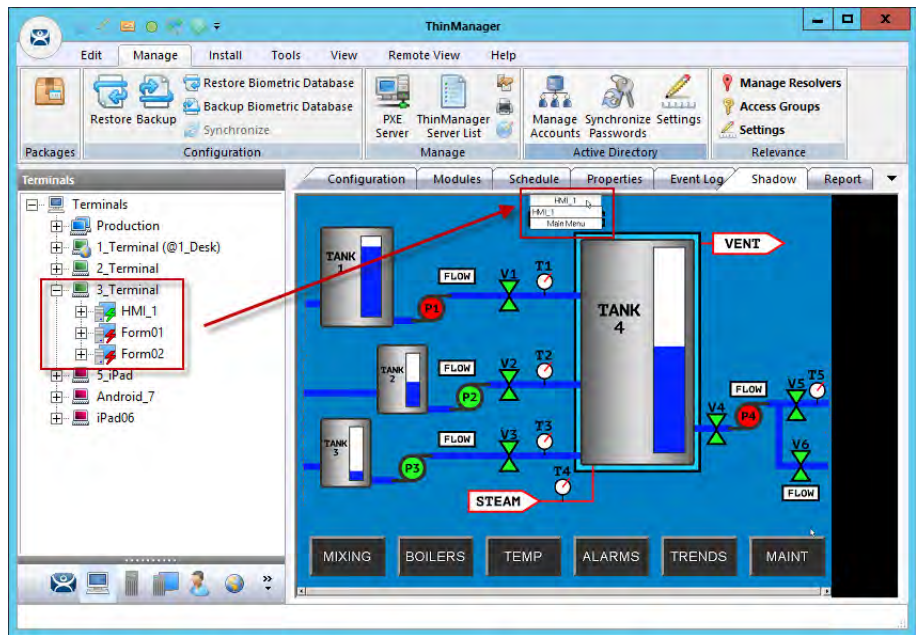 ThinManager
Edit Manage Install Tools View Remote View Help
Restore Backup
Restore Biometric Database
Backup Biometric Database
Synchronize
PXE Server
ThinManager Server List
Manage Accounts
Synchronize Passwords
Settings
Manage Resolvers
Access Groups
Settings
Packages Configuration Manage Active Directory Relevance
Terminals
Configuration Modules Schedule Properties Event Log Shadow Report
Terminals
Production
1_Terminal (@1_Desk)
2_Terminal
3_Terminal
HMI_1
Form01
Form02
5_iPad
Android_7
iPad06
HMI_1
HMI_1
Main Menu
VENT
TANK
1
FLOW
V1
T1
P1
TANK
4
TANK
2
FLOW
V2
T2
P2
FLOW
V5
T5
V4
P4
TANK
3
FLOW
V3
T3
P3
V6
T4
FLOW
STEAM
MIXING BOILERS TEMP ALARMS TRENDS MAINT